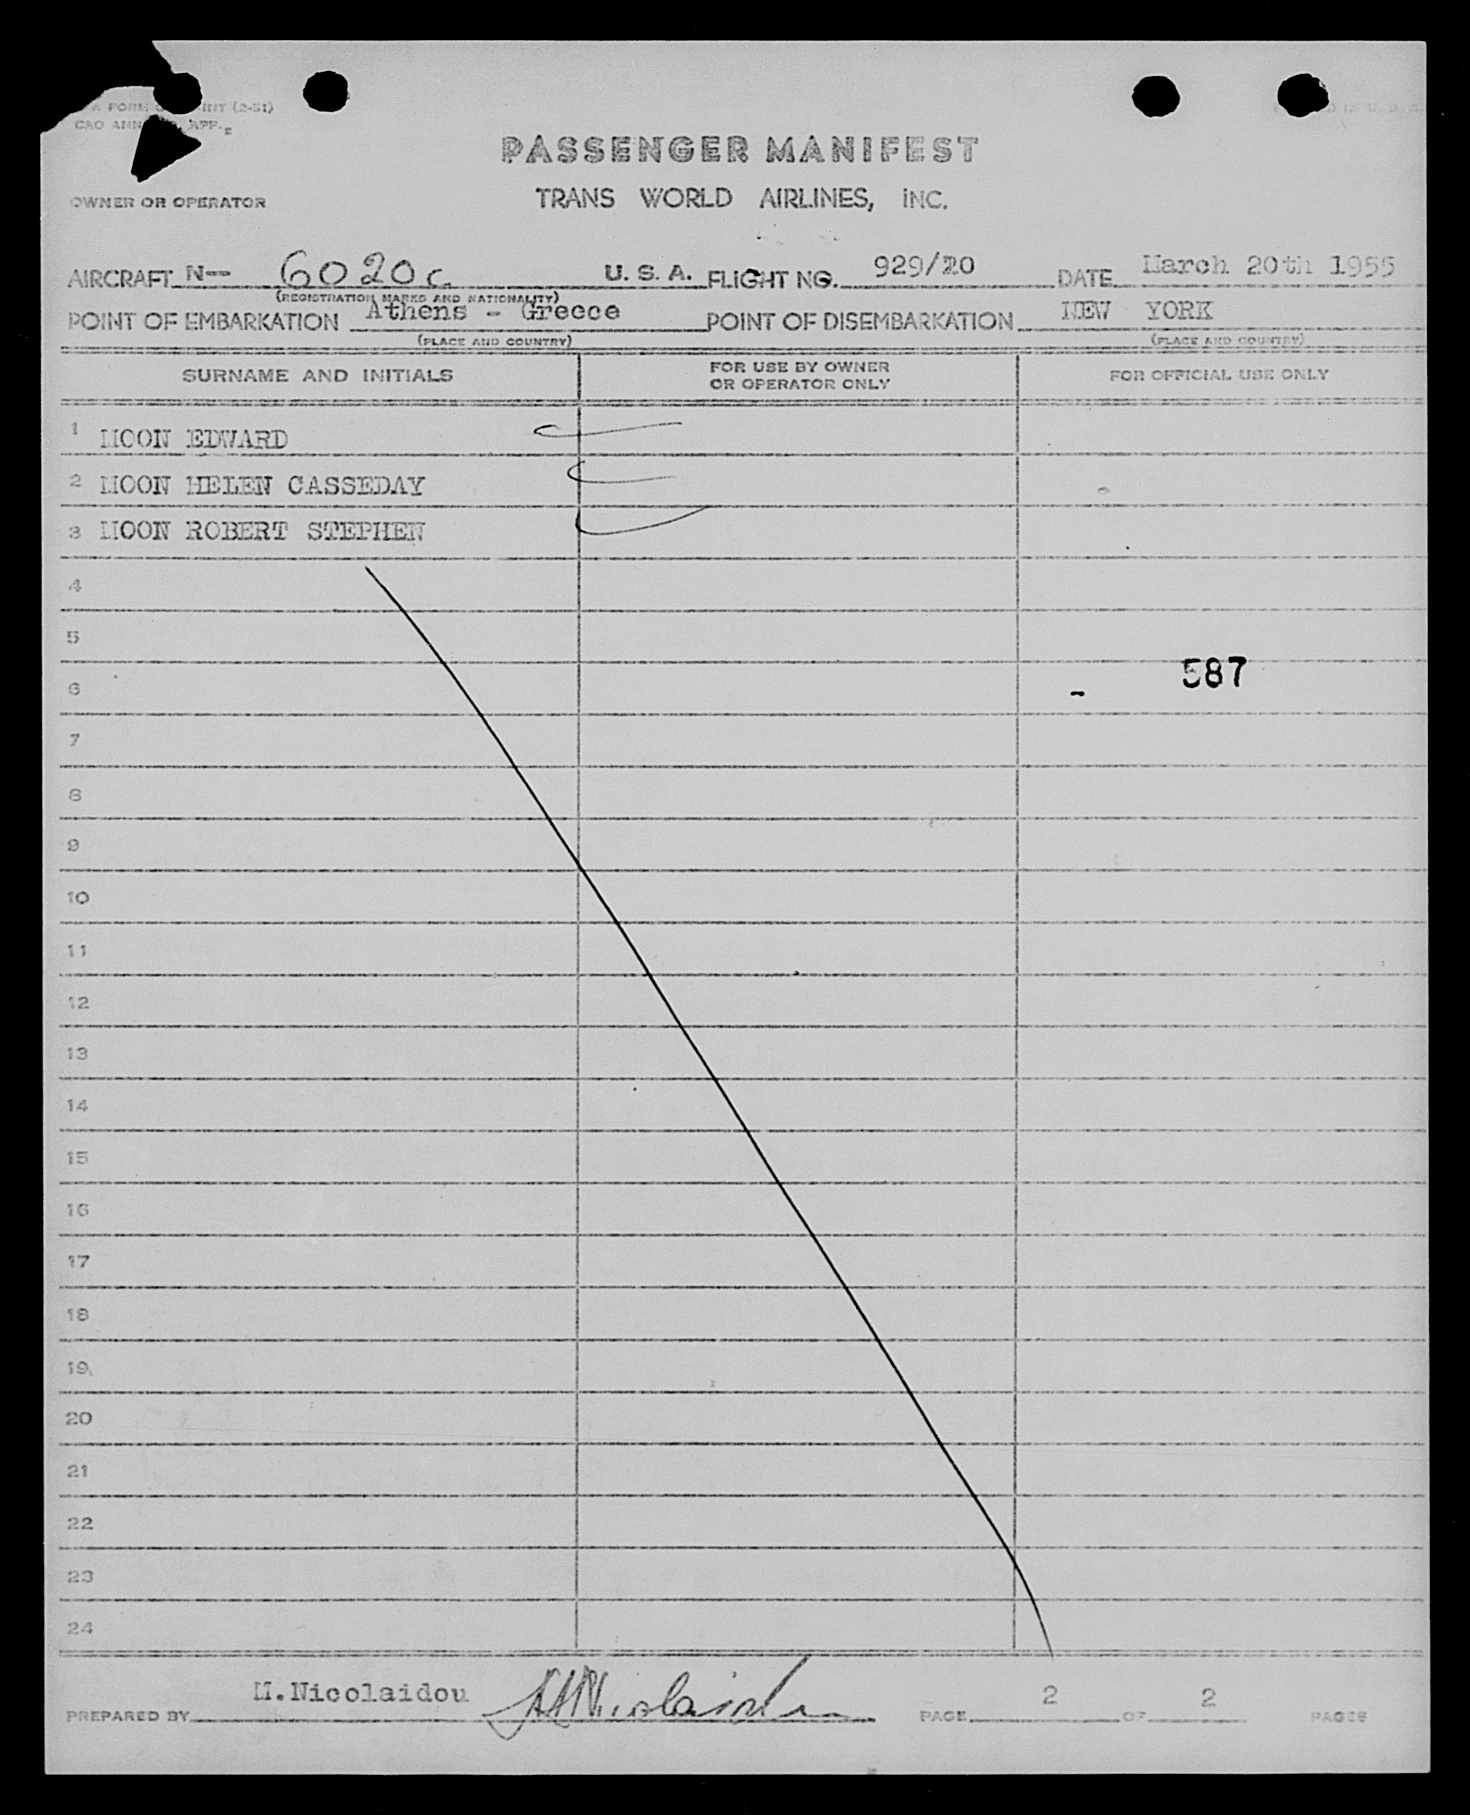 FORM
(2-51)
APP.
PASSENGER MANIFEST
OWNER OR OPERATOR
TRANS WORLD AIRLINES, INC.
AIRCRAFT N-- 6020c U. S. A. FLIGHT NO. 929/20 DATE March 20th 1955
(REGISTRATION MARKS AND NATIONALITY)
POINT OF EMBARKATION Athens - Greece POINT OF DISEMBARKATION NEW YORK
(PLACE AND COUNTRY) (PLACE AND COUNTRY)
SURNAME AND INITIALS
FOR USE BY OWNER
OR OPERATOR ONLY
FOR OFFICIAL USE ONLY
1 MOON EDWARD
2 MOON HELEN CASSEDAY
3 MOON ROBERT STEPHEN
4
5
587
6
7
8
9
10
11
12
13
14
15
16
17
18
19
20
21
22
23
24
PREPARED BY M.Nicolaidou PAGE 2 OF 2 PAGES